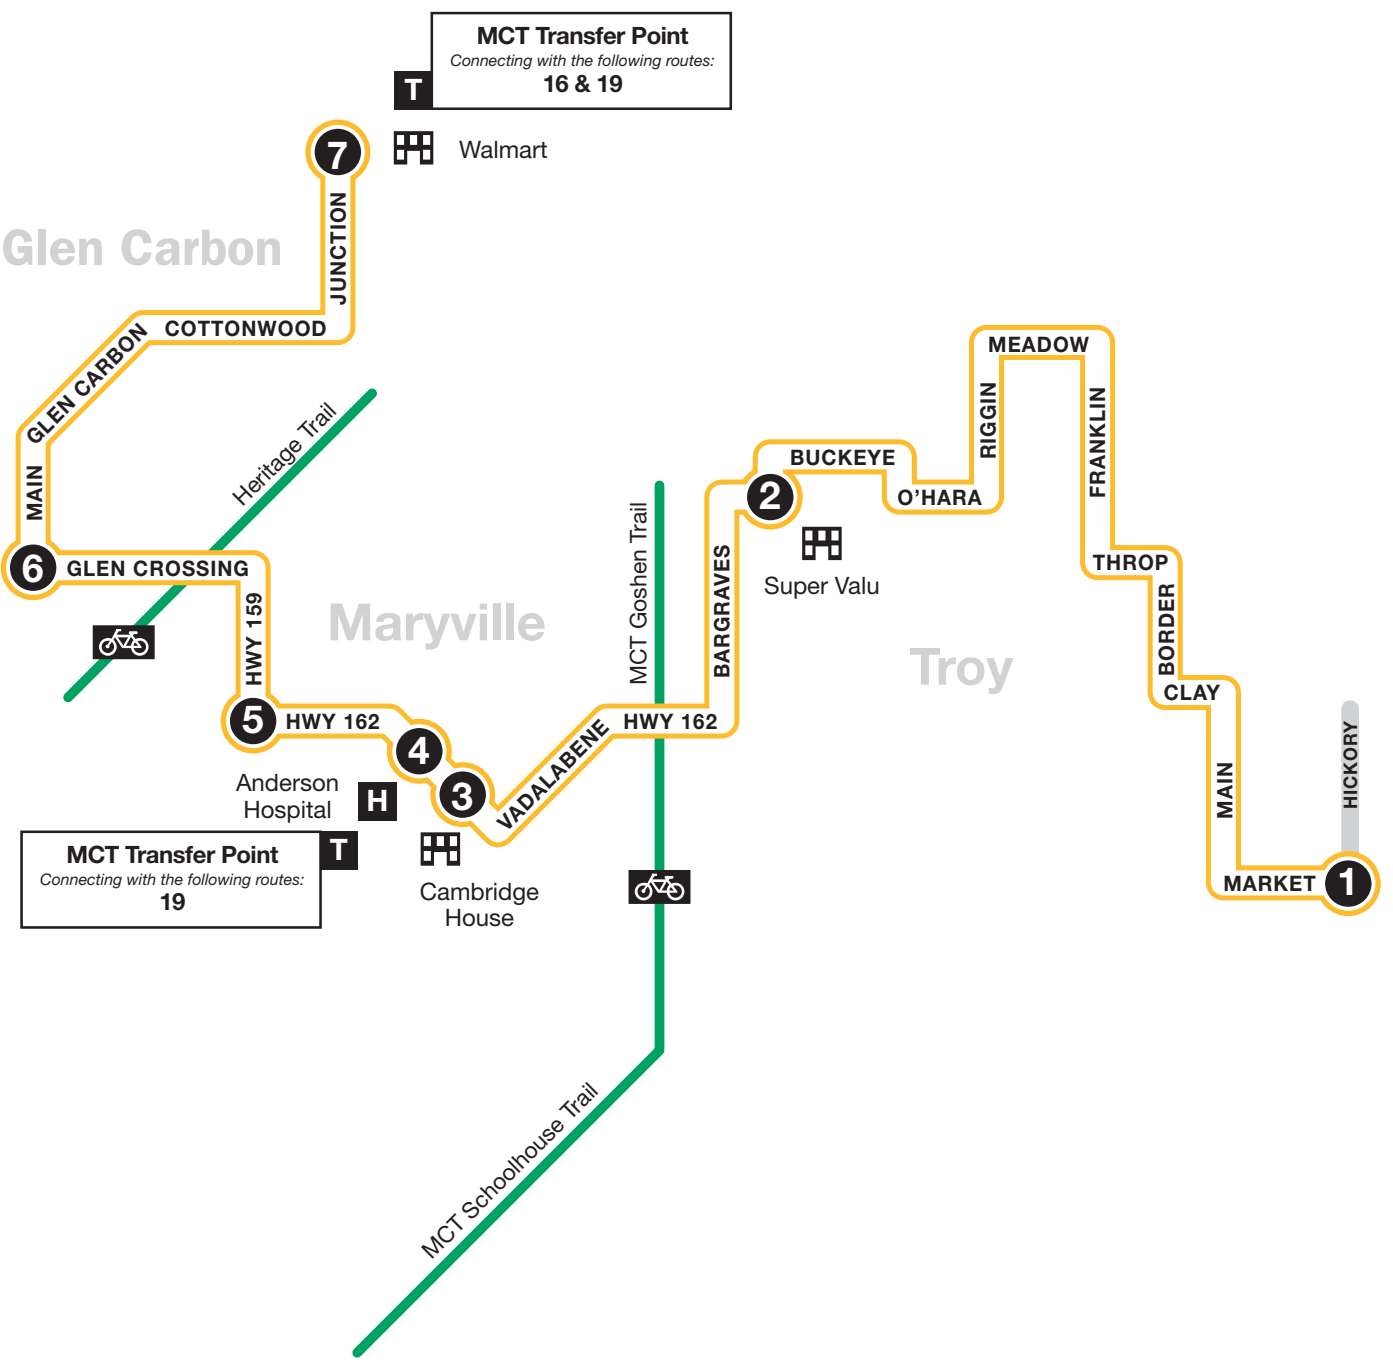 MCT Transfer Point
Connecting with the following routes:
16 & 19
T
7
Walmart
JUNCTION
Glen Carbon
COTTONWOOD
GLEN CARBON
MAIN
Heritage Trail
6
GLEN CROSSING
HWY 159
Maryville
5
HWY 162
4
3
Anderson
Hospital
H
T
MCT Transfer Point
Connecting with the following routes:
19
Cambridge
House
VADALABENE
HWY 162
MCT Goshen Trail
MCT Schoolhouse Trail
BARGRAVES
2
Super Valu
BUCKEYE
O'HARA
RIGGIN
MEADOW
FRANKLIN
THROP
BORDER
Troy
CLAY
MAIN
MARKET
1
HICKORY